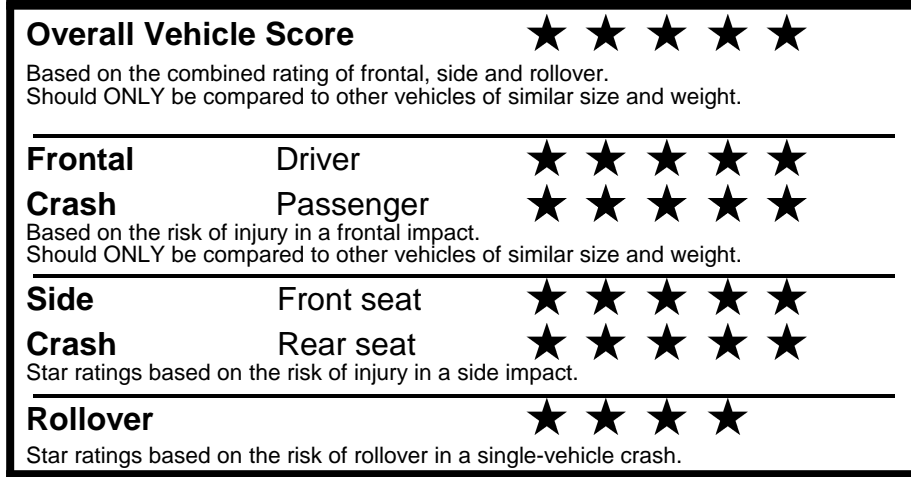 Overall Vehicle Score ★ ★ ★ ★ ★
Based on the combined rating of frontal, side and rollover.
Should ONLY be compared to other vehicles of similar size and weight.
Frontal Driver ★ ★ ★ ★ ★
Crash Passenger ★ ★ ★ ★ ★
Based on the risk of injury in a frontal impact.
Should ONLY be compared to other vehicles of similar size and weight.
Side Front seat ★ ★ ★ ★ ★
Crash Rear seat ★ ★ ★ ★ ★
Star ratings based on the risk of injury in a side impact.
Rollover ★ ★ ★ ★
Star ratings based on the risk of rollover in a single-vehicle crash.